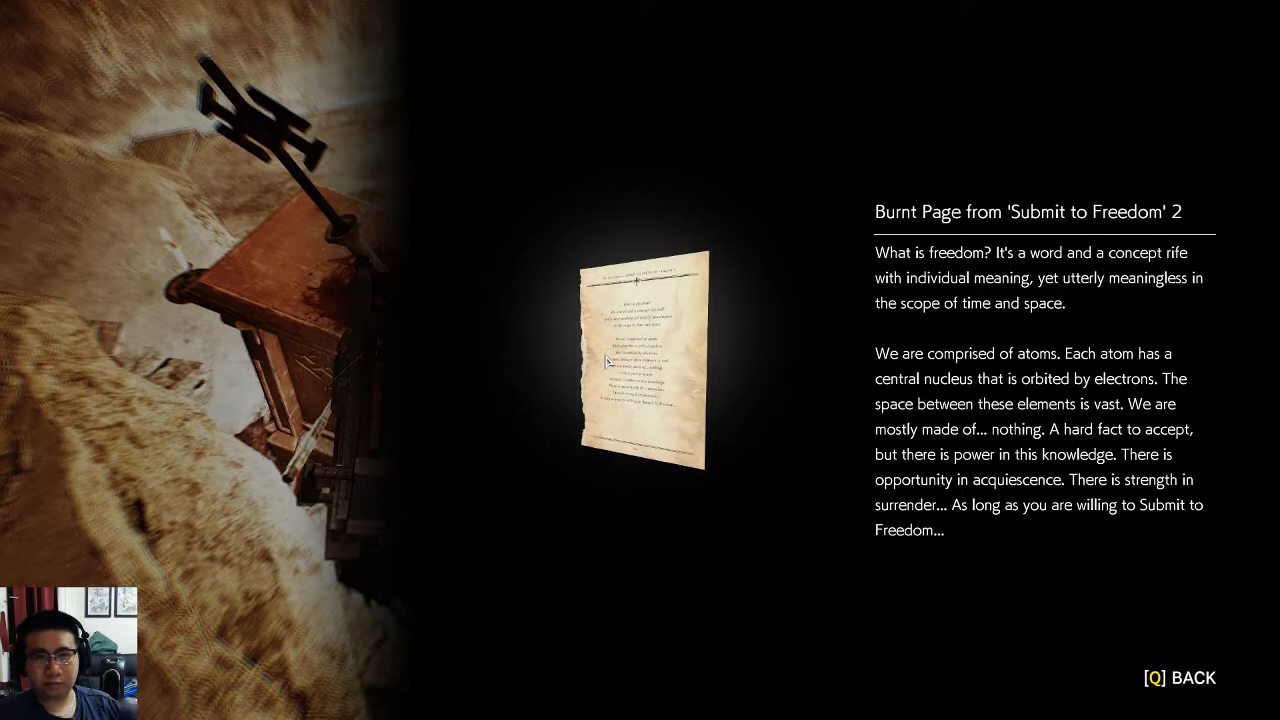 Burnt Page from 'Submit to Freedom' 2
What is freedom? It's a word and a concept rife
with individual meaning, yet utterly meaningless in
the scope of time and space.
We are comprised of atoms. Each atom has a
central nucleus that is orbited by electrons. The
space between these elements is vast. We are
mostly made of... nothing. A hard fact to accept,
but there is power in this knowledge. There is
opportunity in acquiescence. There is strength in
surrender... As long as you are willing to Submit to
Freedom...
[Q] BACK